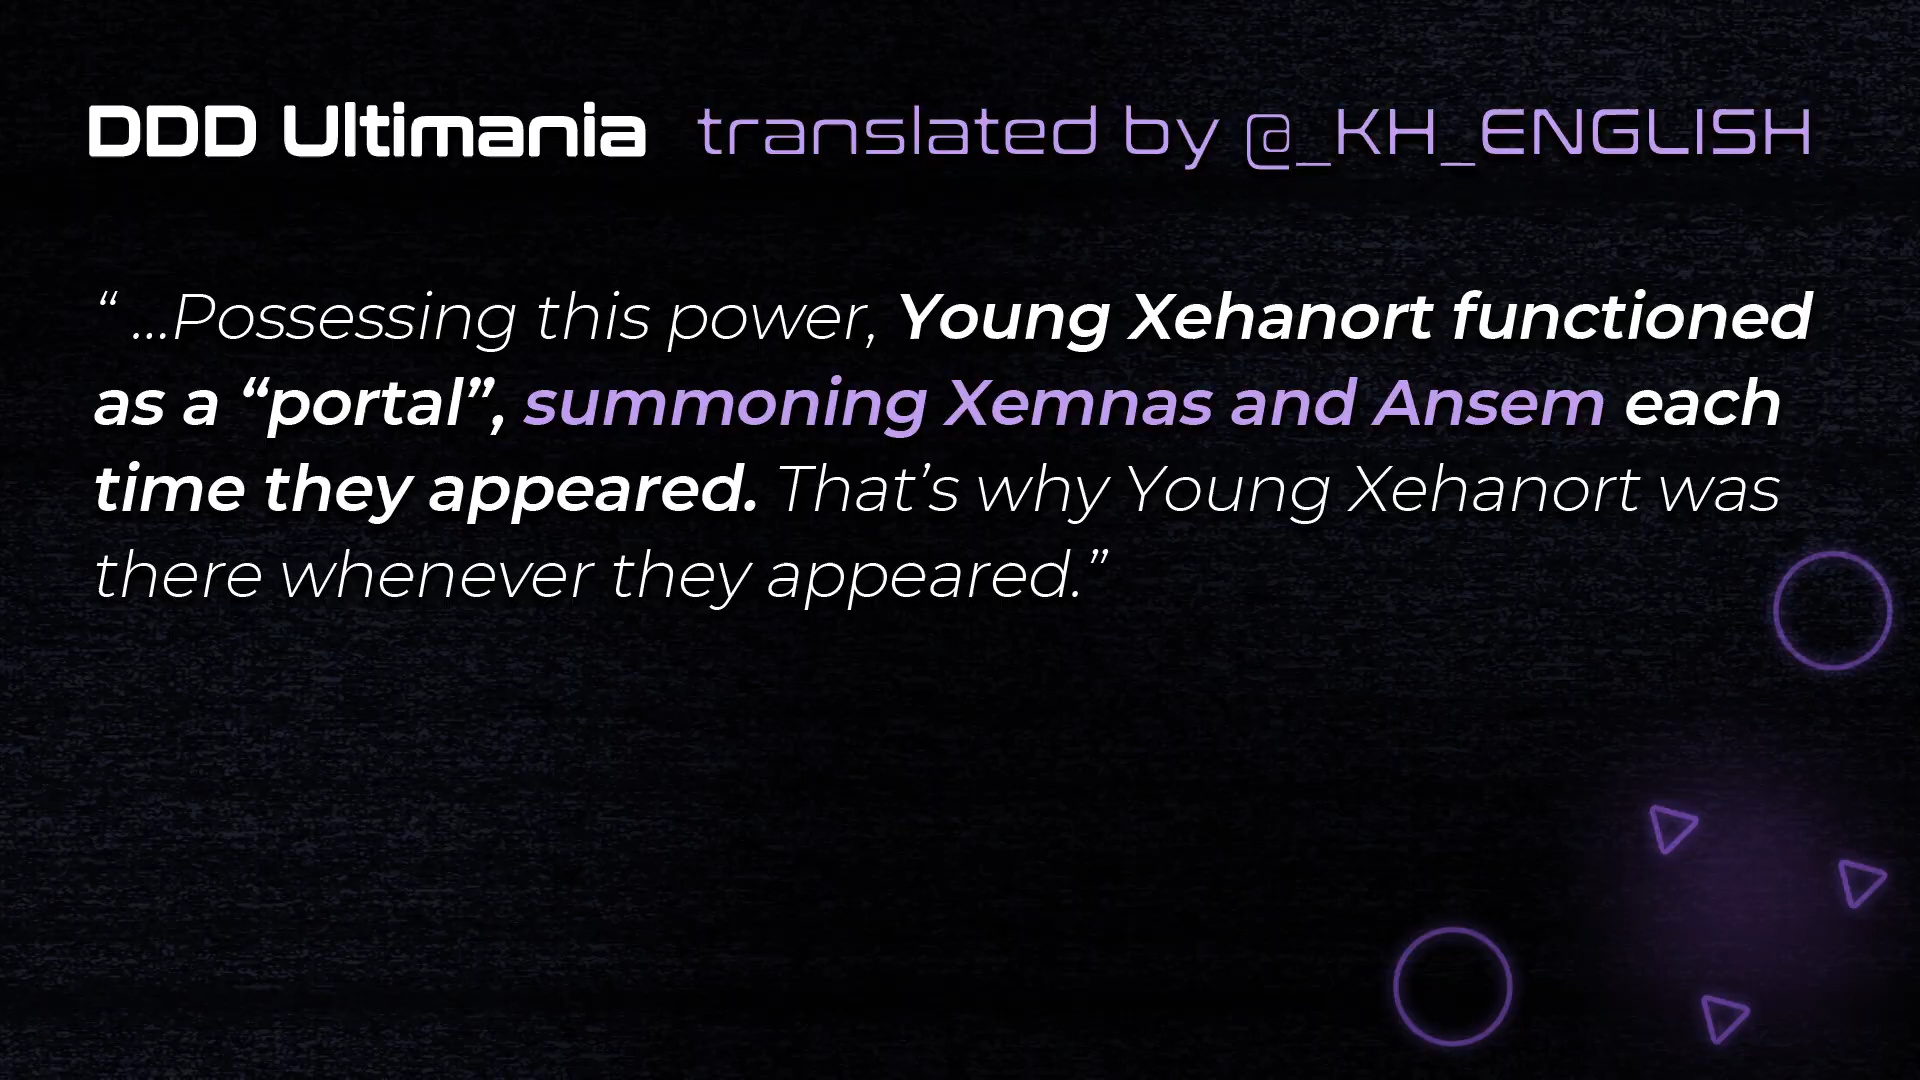 DDD Ultimania translated by @_KH_ENGLISH
“ ...Possessing this power, Young Xehanort functioned
as a “portal”, summoning Xemnas and Ansem each
time they appeared. That’s why Young Xehanort was
there whenever they appeared.”